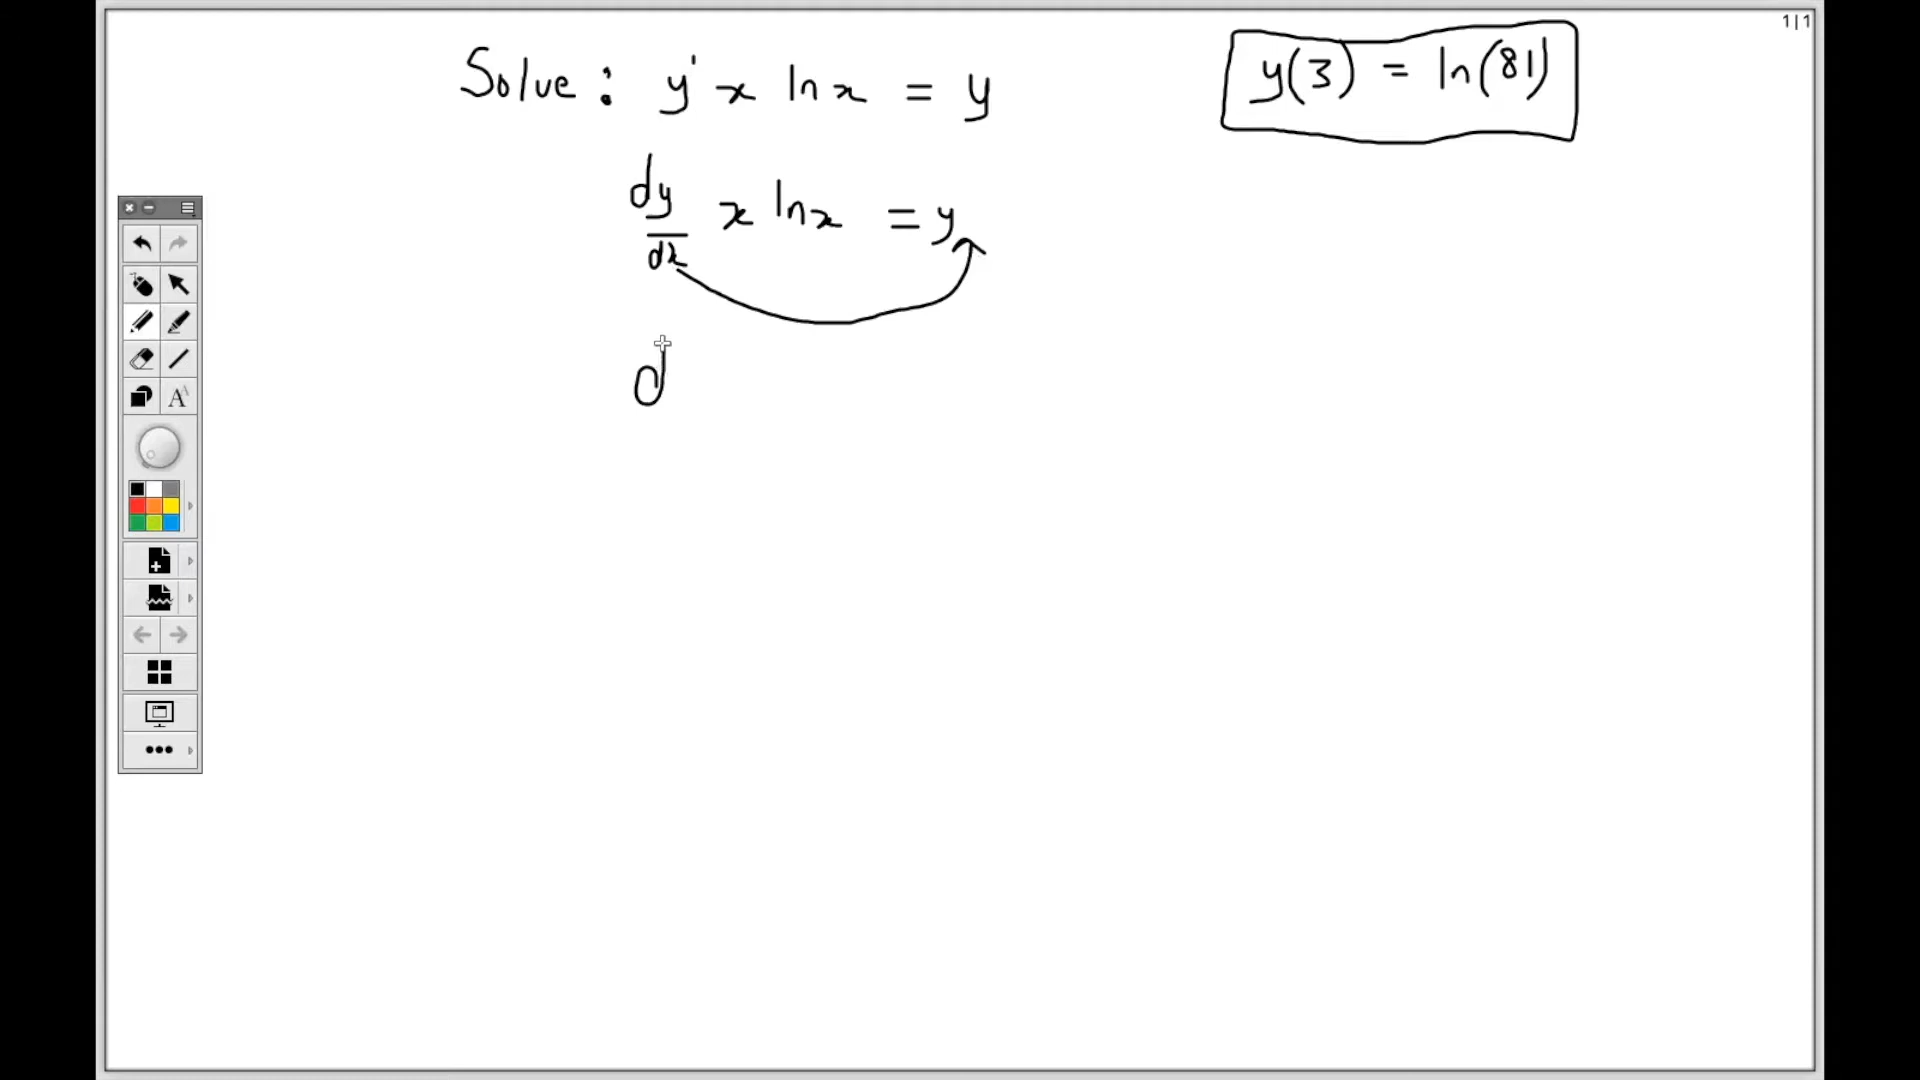 1|1
Solve : y' x ln x = y
y(3) = ln(81)
dy/dx x ln x = y
d
A